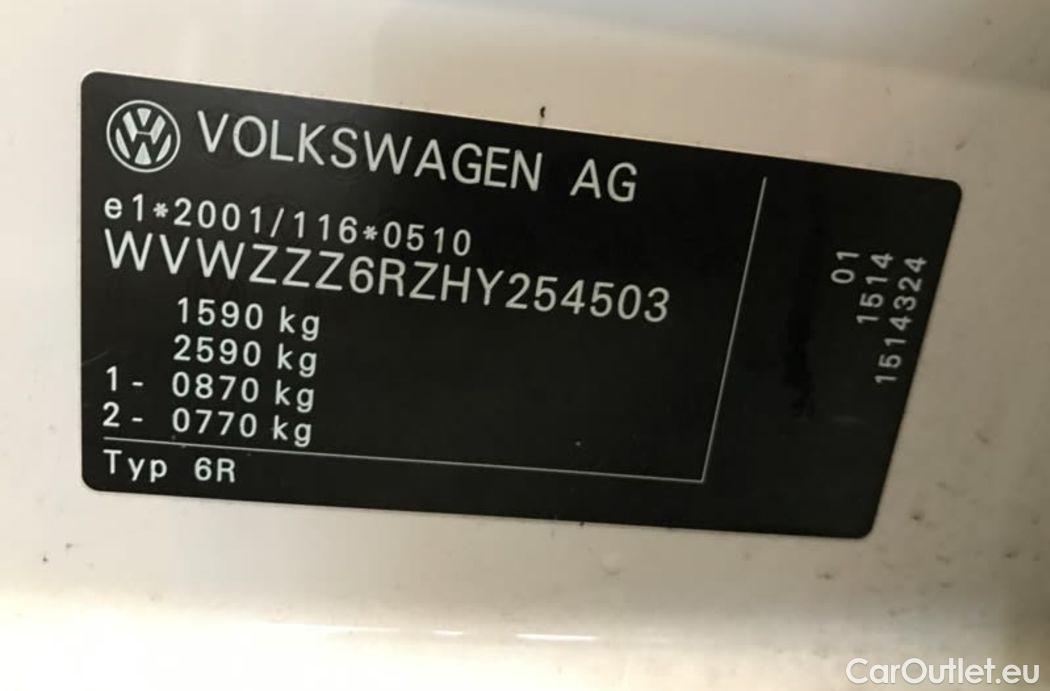 VOLKSWAGEN AG
e1*2001/116*0510
WVWZZZ6RZHY254503
1590 kg
2590 kg
1- 0870 kg
2- 0770 kg
Typ 6R
01
1514
1514324
CarOutlet.eu